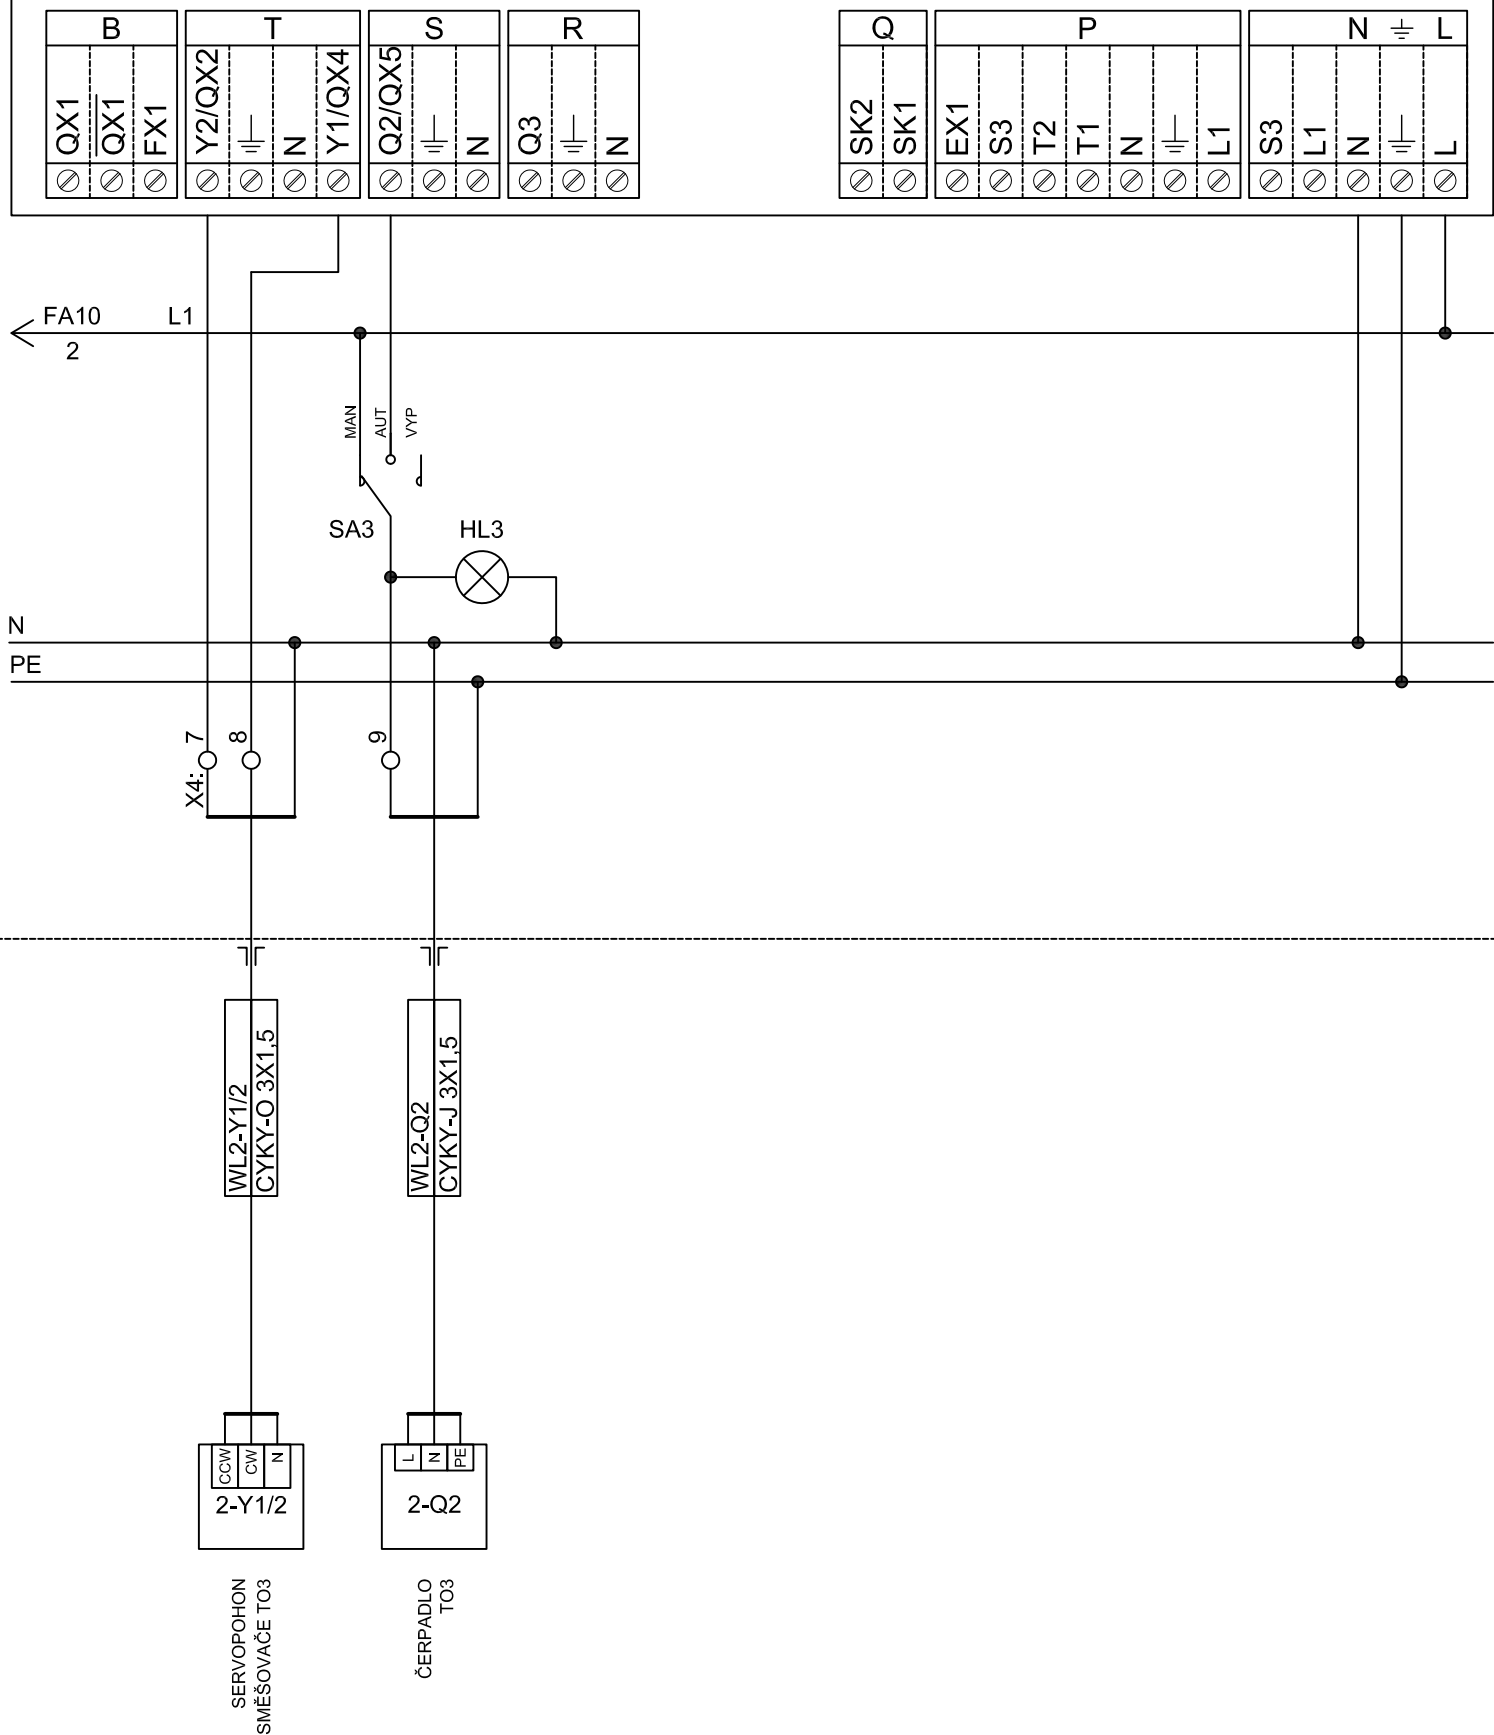 B
T
S
R
Q
P
N
L
QX1
QX1
FX1
Y2/QX2
N
Y1/QX4
Q2/QX5
N
Q3
N
SK2
SK1
EX1
S3
T2
T1
N
L1
S3
L1
N
L
FA10
L1
2
MAN
AUT
VYP
SA3
HL3
N
PE
X4:
7
8
9
WL2-Y1/2
CYKY-O 3X1,5
WL2-Q2
CYKY-J 3X1,5
CCW
CW
N
2-Y1/2
L
N
PE
2-Q2
SERVOPOHON
SMĚŠOVAČE TO3
ČERPADLO
TO3